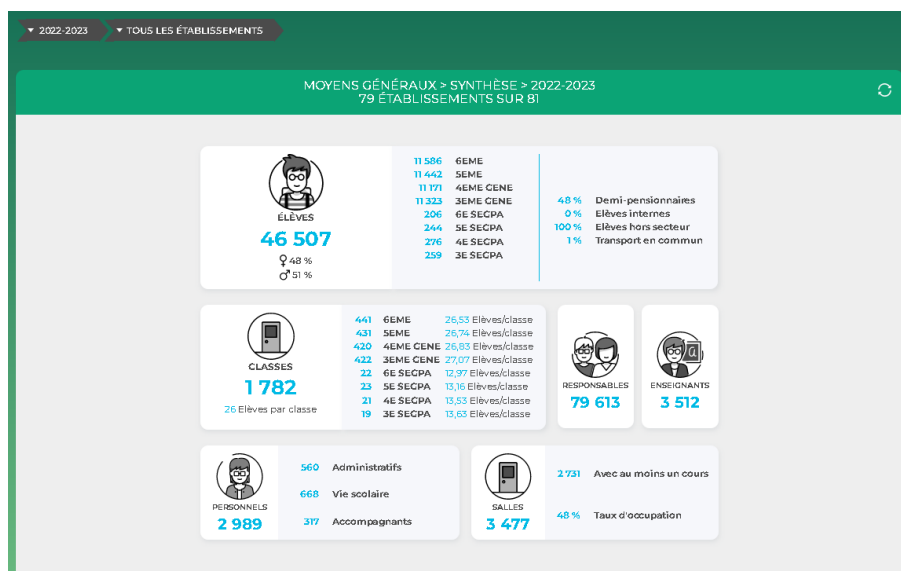 2022-2023
TOUS LES ÉTABLISSEMENTS
MOYENS GÉNÉRAUX > SYNTHÈSE > 2022-2023
79 ÉTABLISSEMENTS SUR 81
ÉLÈVES
46 507
♀ 48 %
♂ 51 %
11 586 6EME
11 442 5EME
11 171 4EME GENE
11 323 3EME GENE
206 6E SEGPA
244 5E SEGPA
276 4E SEGPA
259 3E SEGPA
48 % Demi-pensionnaires
0 % Elèves internes
100 % Elèves hors secteur
1 % Transport en commun
CLASSES
1 782
26 Elèves par classe
441 6EME 26,53 Elèves/classe
431 5EME 26,74 Elèves/classe
420 4EME GENE 26,83 Elèves/classe
422 3EME GENE 27,07 Elèves/classe
22 6E SEGPA 12,97 Elèves/classe
23 5E SEGPA 13,16 Elèves/classe
21 4E SEGPA 13,53 Elèves/classe
19 3E SEGPA 13,63 Elèves/classe
RESPONSABLES
79 613
ENSEIGNANTS
3 512
PERSONNELS
2 989
560 Administratifs
668 Vie scolaire
317 Accompagnants
SALLES
3 477
2 731 Avec au moins un cours
48 % Taux d'occupation